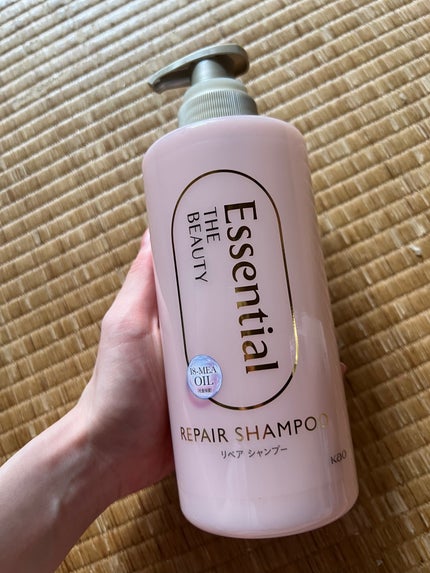 Essential
THE
BEAUTY
18-MEA
OIL
REPAIR SHAMPOO
リペア シャンプー
Kao